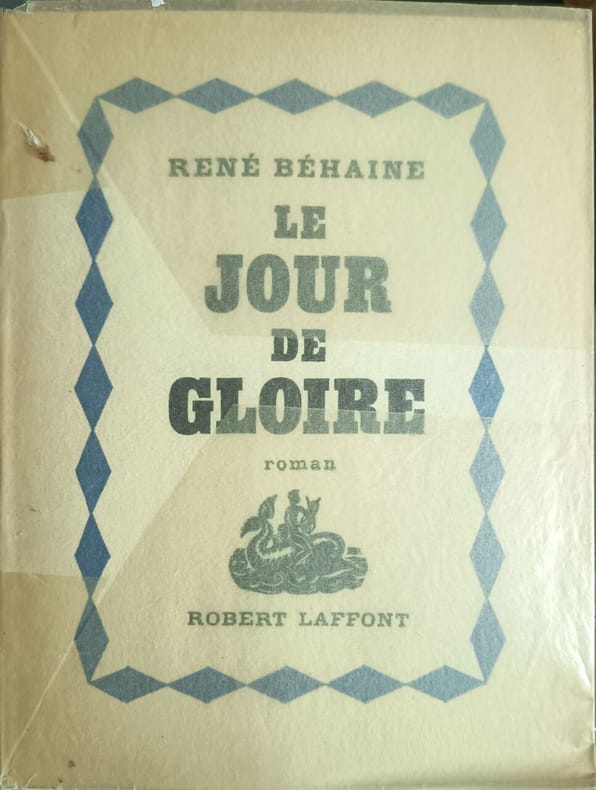 RENÉ BÉHAINE
LE
JOUR
DE
GLOIRE
roman
ROBERT LAFFONT